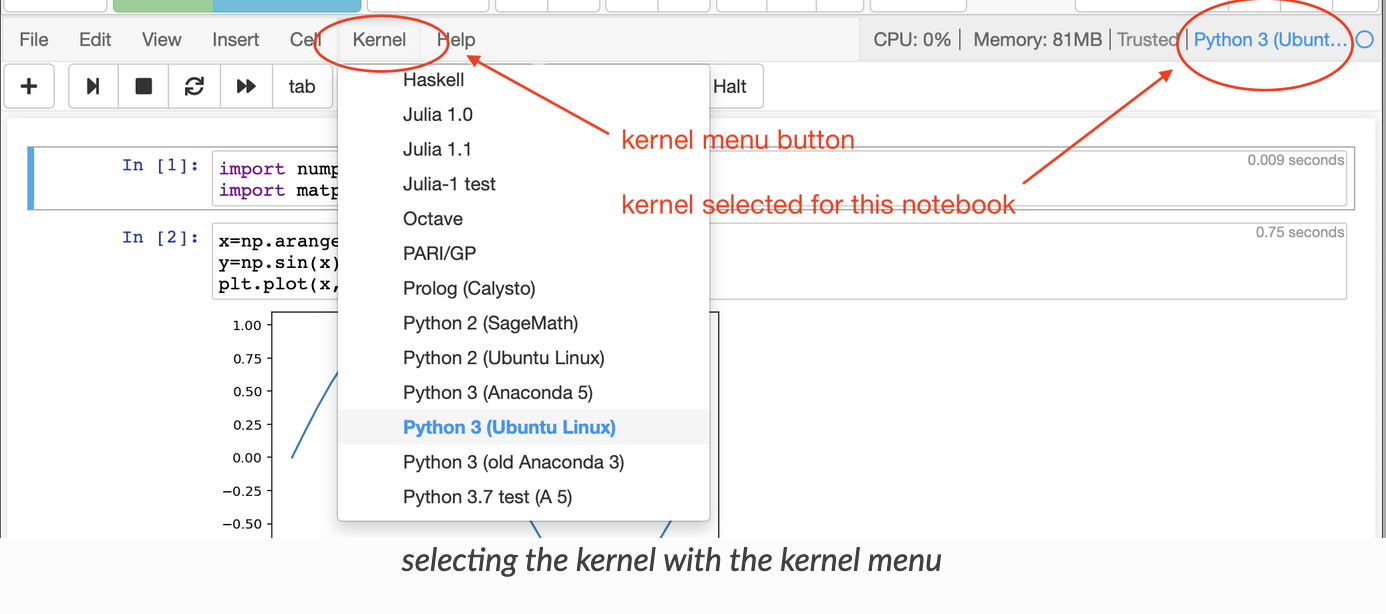 File Edit View Insert Cell Kernel Help CPU: 0% Memory: 81MB Trusted Python 3 (Ubunt...
tab Halt
Haskell
Julia 1.0
Julia 1.1
Julia-1 test
Octave
PARI/GP
Prolog (Calysto)
Python 2 (SageMath)
Python 2 (Ubuntu Linux)
Python 3 (Anaconda 5)
Python 3 (Ubuntu Linux)
Python 3 (old Anaconda 3)
Python 3.7 test (A 5)
kernel menu button
kernel selected for this notebook
In [1]:
import nump
import matp
0.009 seconds
In [2]:
x=np.arange
y=np.sin(x)
plt.plot(x,
0.75 seconds
1.00
0.75
0.50
0.25
0.00
−0.25
−0.50
selecting the kernel with the kernel menu